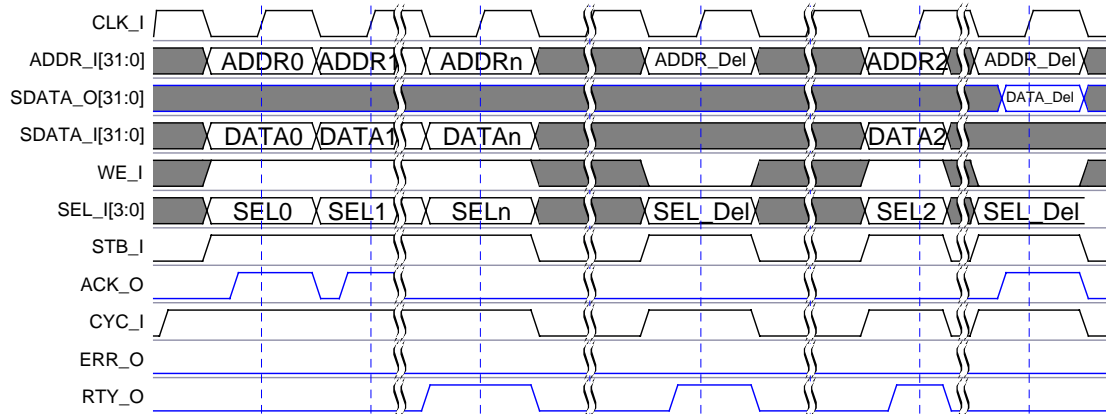 CLK_I
ADDR_I[31:0] ADDR0 ADDR1 ADDRn ADDR_Del ADDR2 ADDR_Del
SDATA_O[31:0] DATA_Del
SDATA_I[31:0] DATA0 DATA1 DATAn DATA2
WE_I
SEL_I[3:0] SEL0 SEL1 SELn SEL_Del SEL2 SEL_Del
STB_I
ACK_O
CYC_I
ERR_O
RTY_O